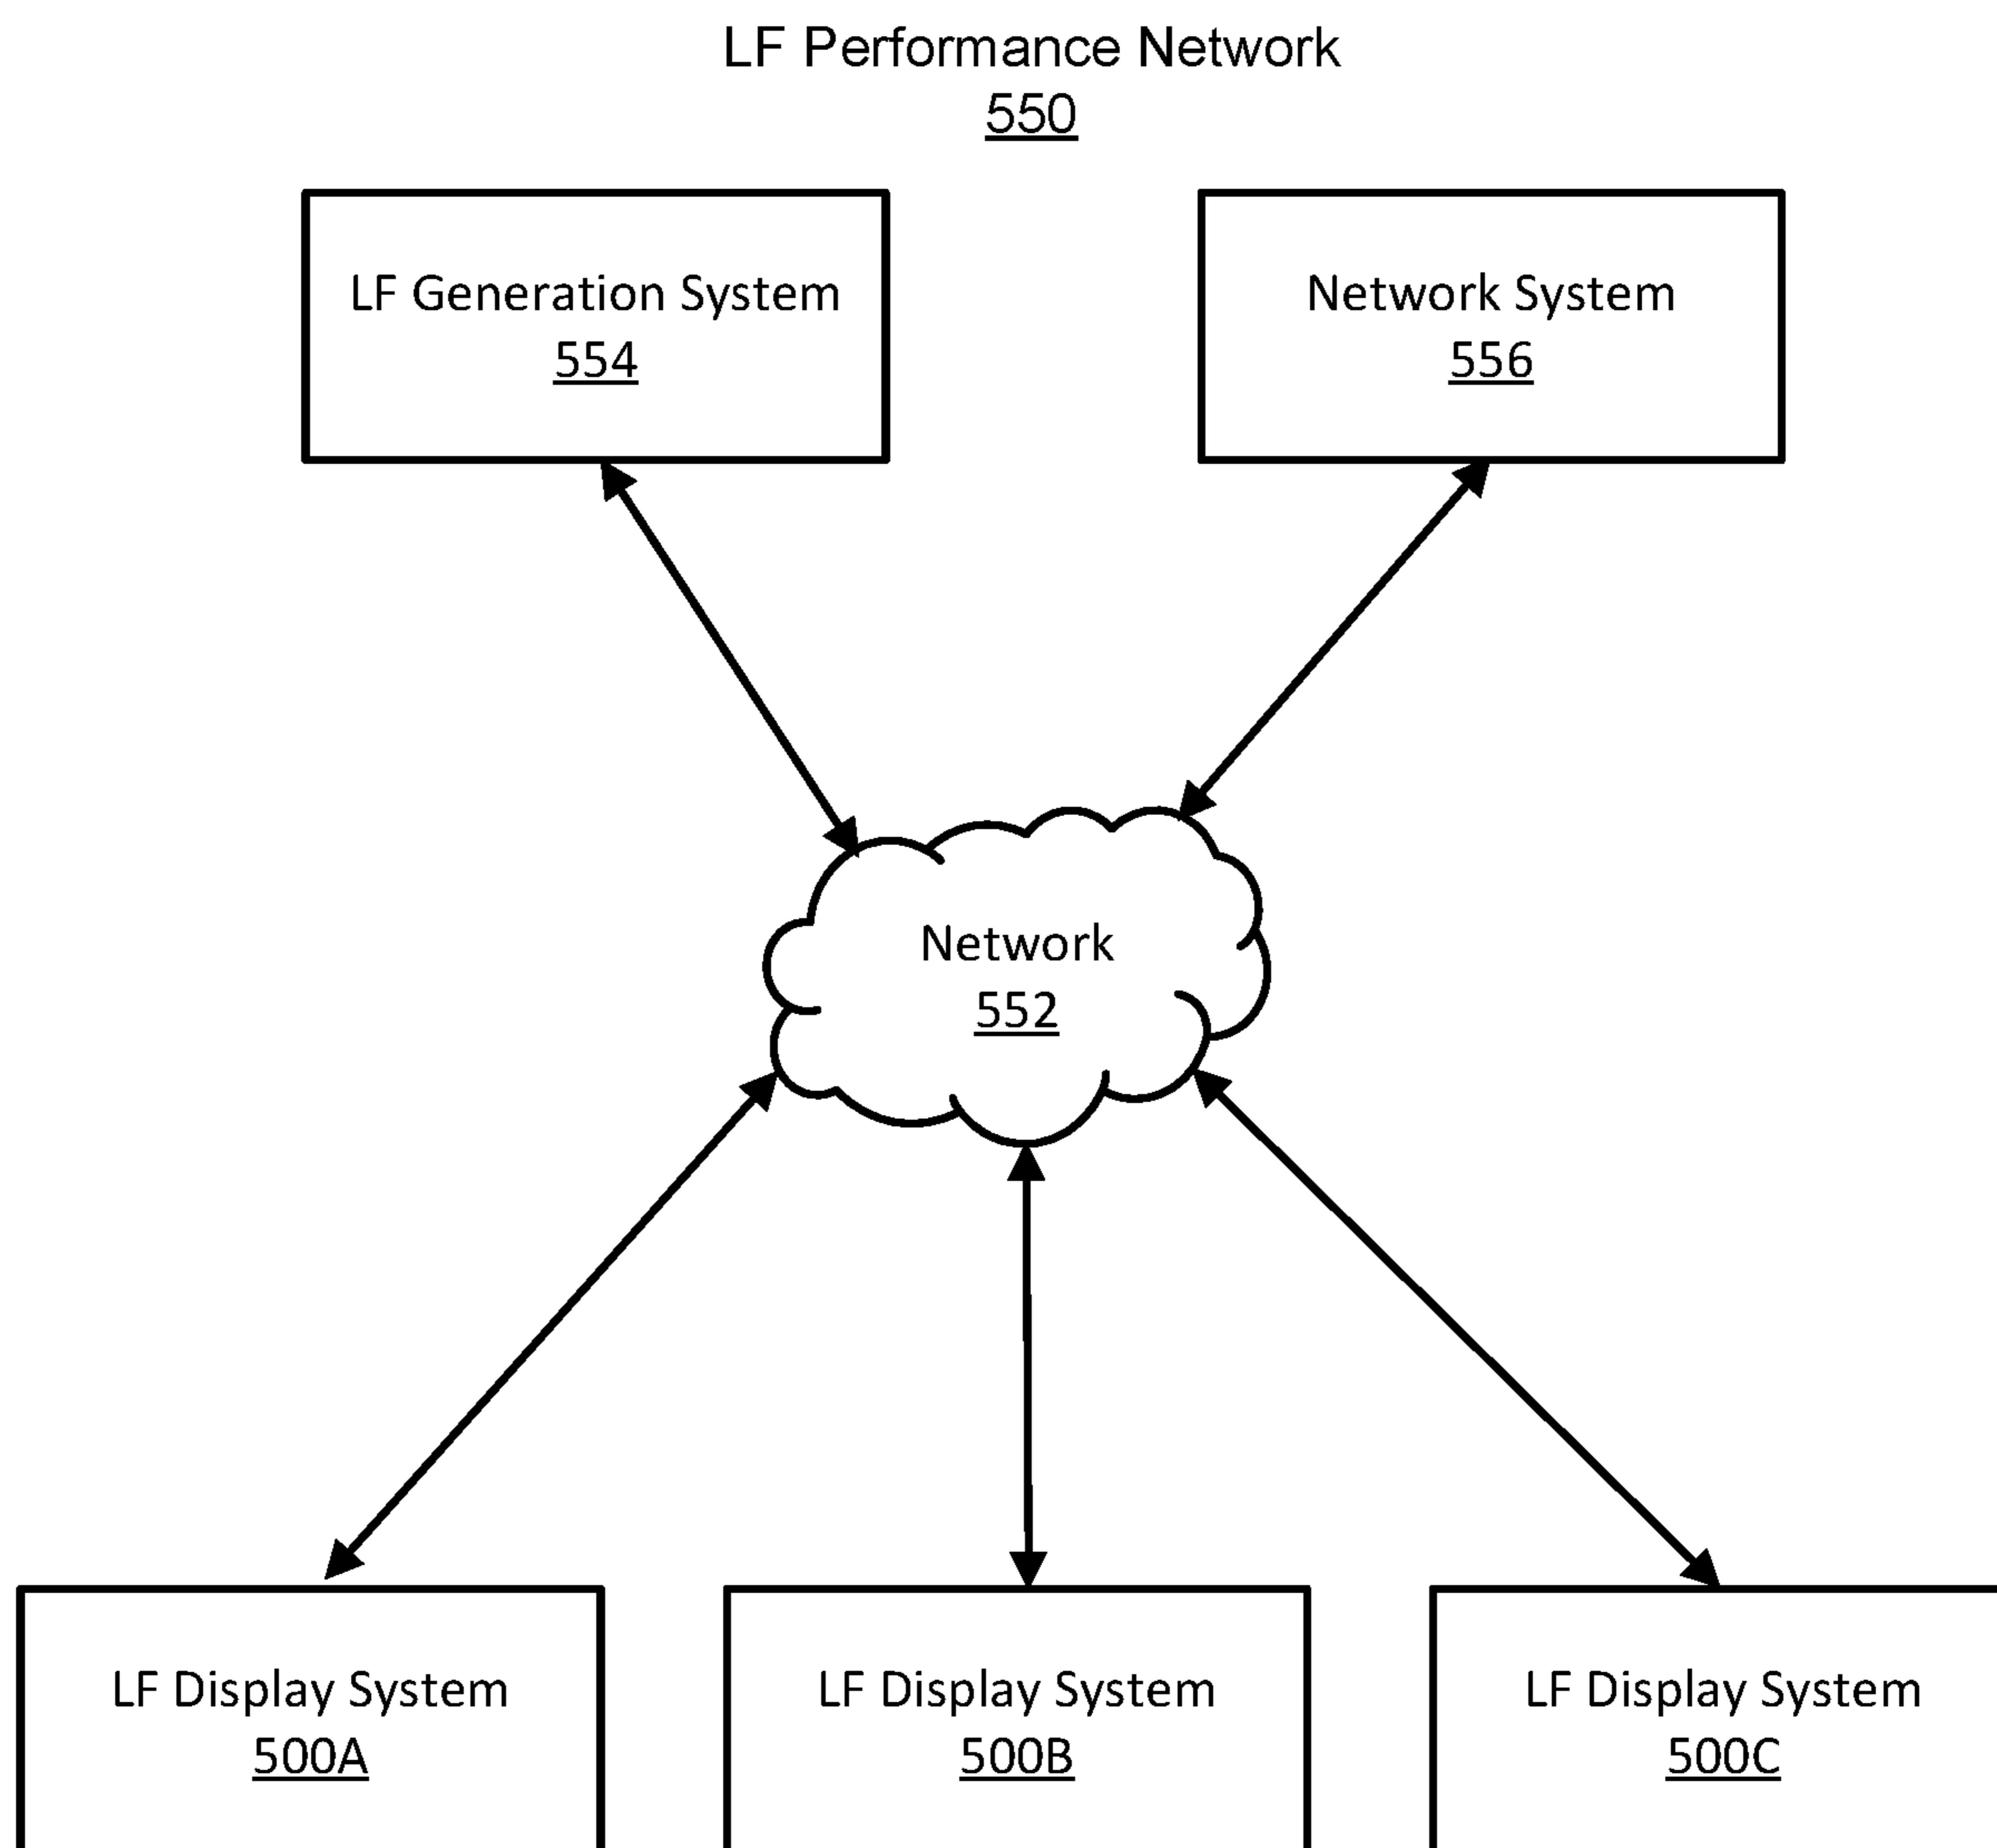 LF Performance Network
550
LF Generation System
554
Network System
556
Network
552
LF Display System
500A
LF Display System
500B
LF Display System
500C